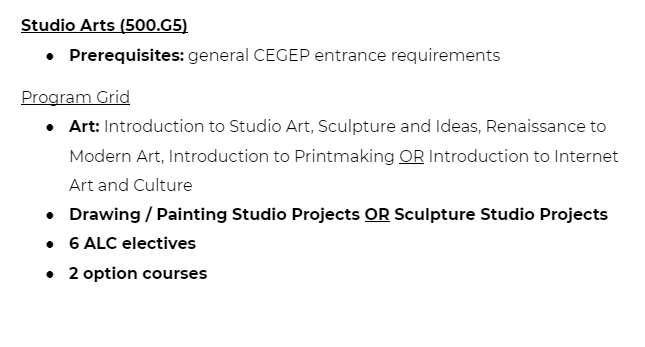 Studio Arts (500.G5)
● Prerequisites: general CEGEP entrance requirements
Program Grid
● Art: Introduction to Studio Art, Sculpture and Ideas, Renaissance to
Modern Art, Introduction to Printmaking OR Introduction to Internet
Art and Culture
● Drawing / Painting Studio Projects OR Sculpture Studio Projects
● 6 ALC electives
● 2 option courses